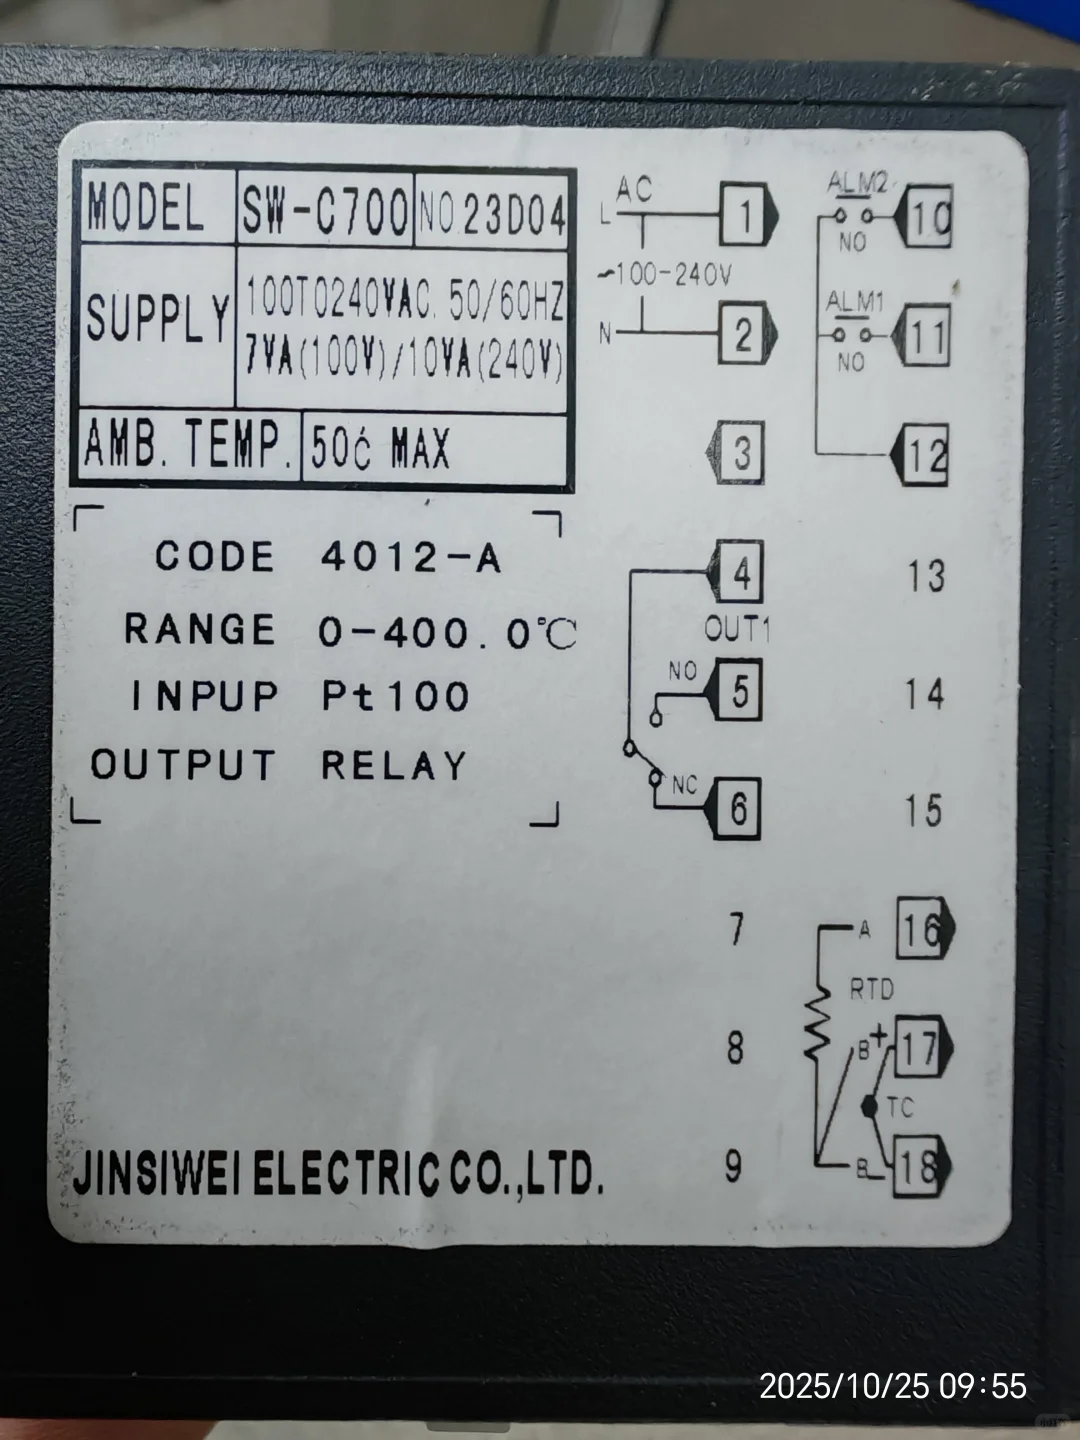 MODEL SW-C700 NO.23D04
SUPPLY 100TO240VAC. 50/60HZ
7VA(100V)/10VA(240V)
AMB. TEMP. 50ċ MAX
CODE 4012-A
RANGE 0-400.0℃
INPUP Pt100
OUTPUT RELAY
JINSIWEI ELECTRIC CO.,LTD.
AC
L 1
~100-240V
N 2
3
4
OUT1
NO 5
NC 6
7
8
9
ALM2
10
NO
ALM1
11
NO
12
13
14
15
A 16
RTD
B + 17
TC
B - 18
2025/10/25 09:55